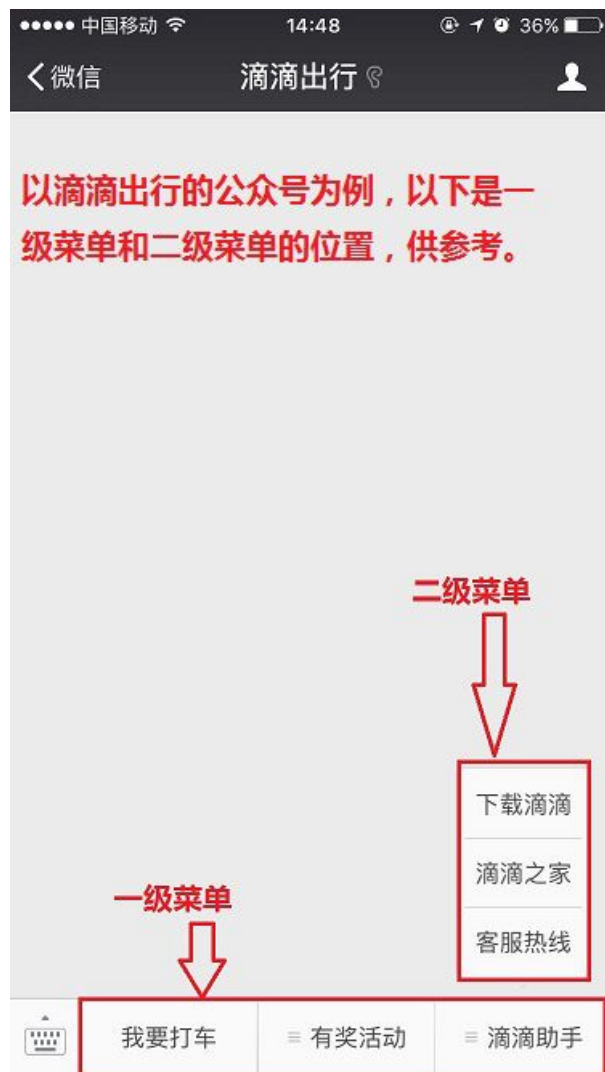 中国移动 14:48 36%
微信 滴滴出行
以滴滴出行的公众号为例，以下是一
级菜单和二级菜单的位置，供参考。
二级菜单
下载滴滴
滴滴之家
客服热线
一级菜单
我要打车 有奖活动 滴滴助手